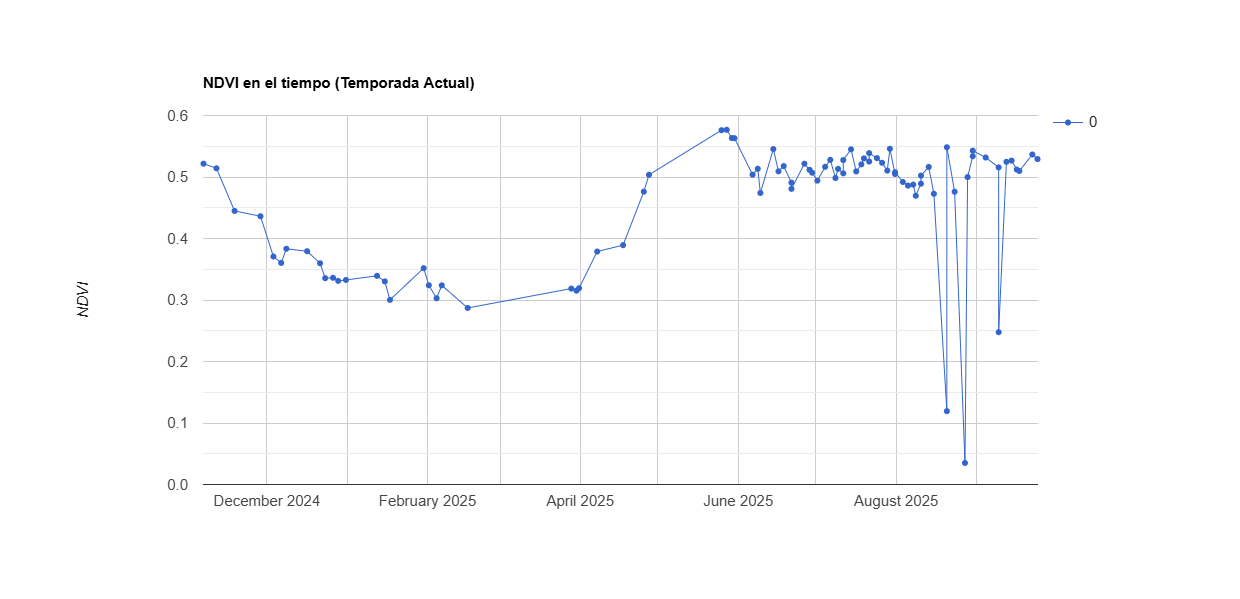 NDVI en el tiempo (Temporada Actual)
0
NDVI
0.6
0.5
0.4
0.3
0.2
0.1
0.0
December 2024
February 2025
April 2025
June 2025
August 2025